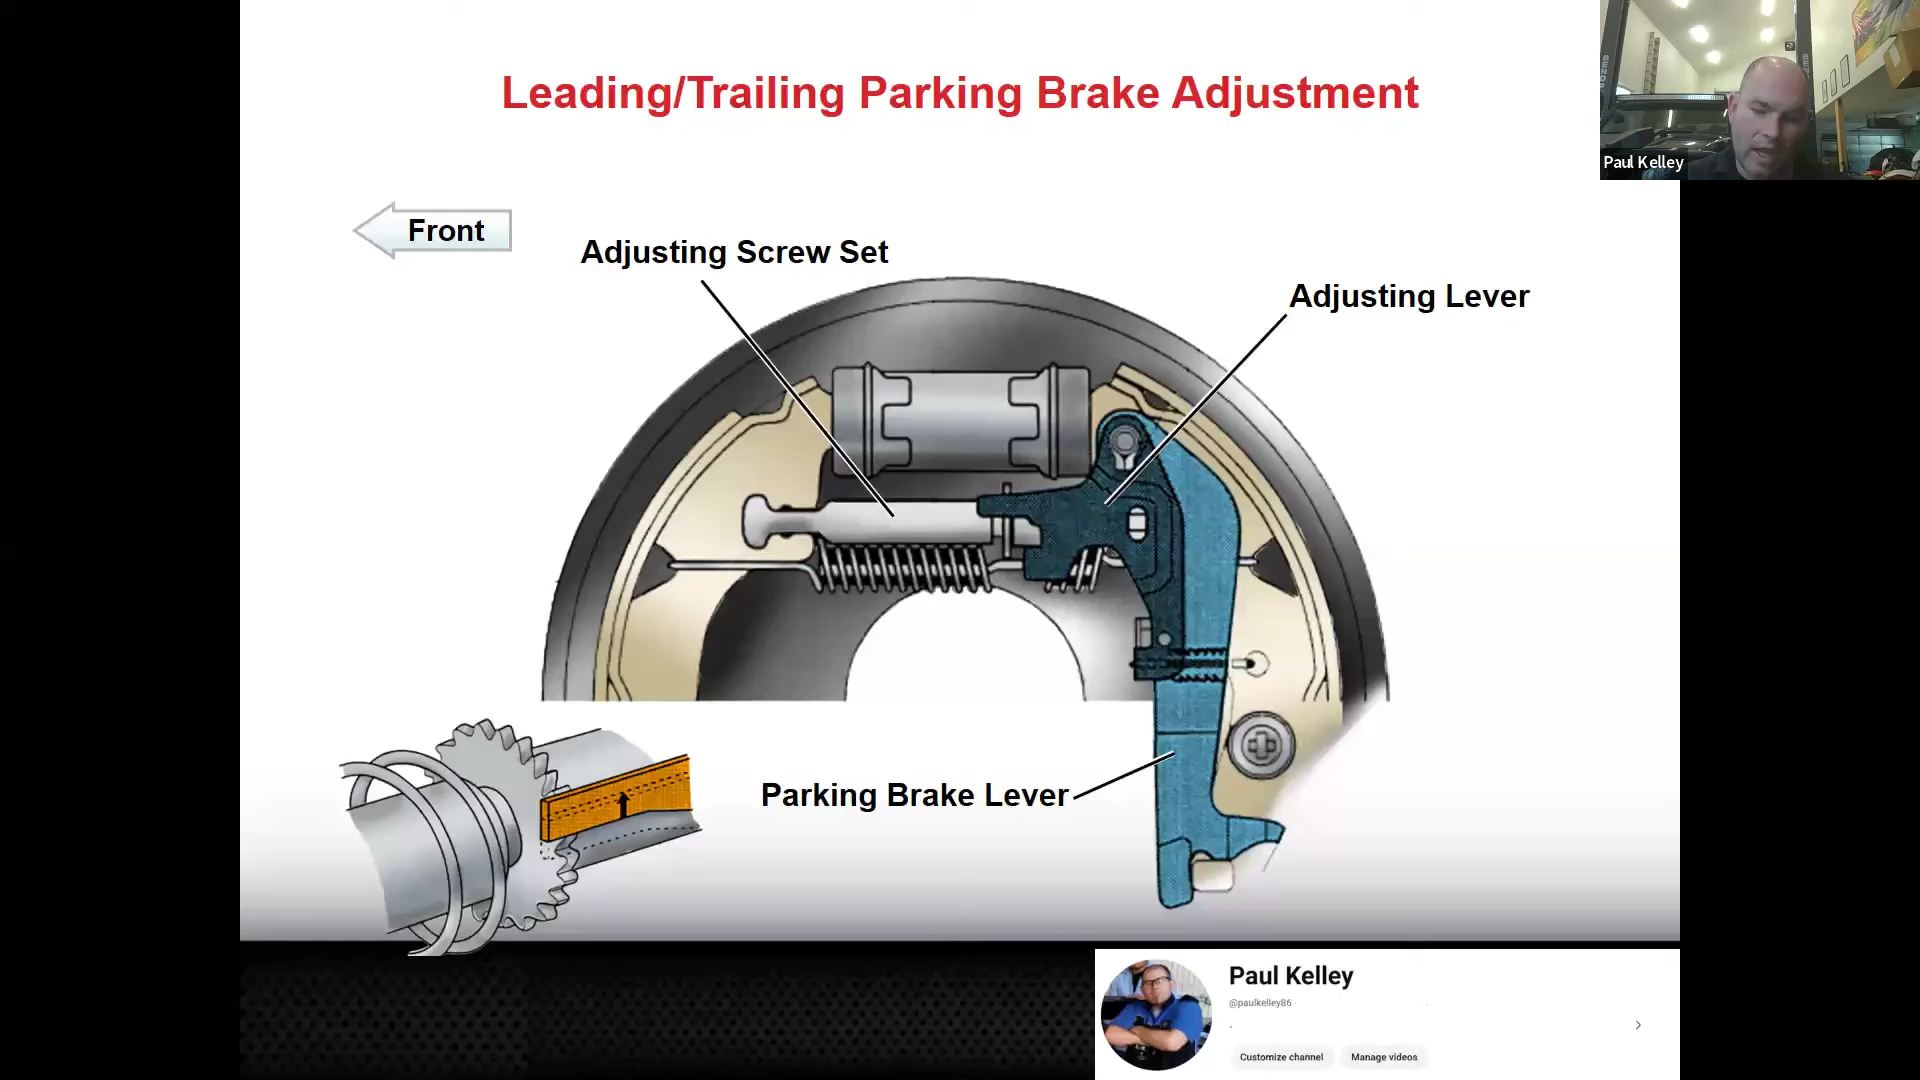 Leading/Trailing Parking Brake Adjustment
Paul Kelley
Front
Adjusting Screw Set
Adjusting Lever
Parking Brake Lever
Paul Kelley
@paulkelley86
Customize channel
Manage videos